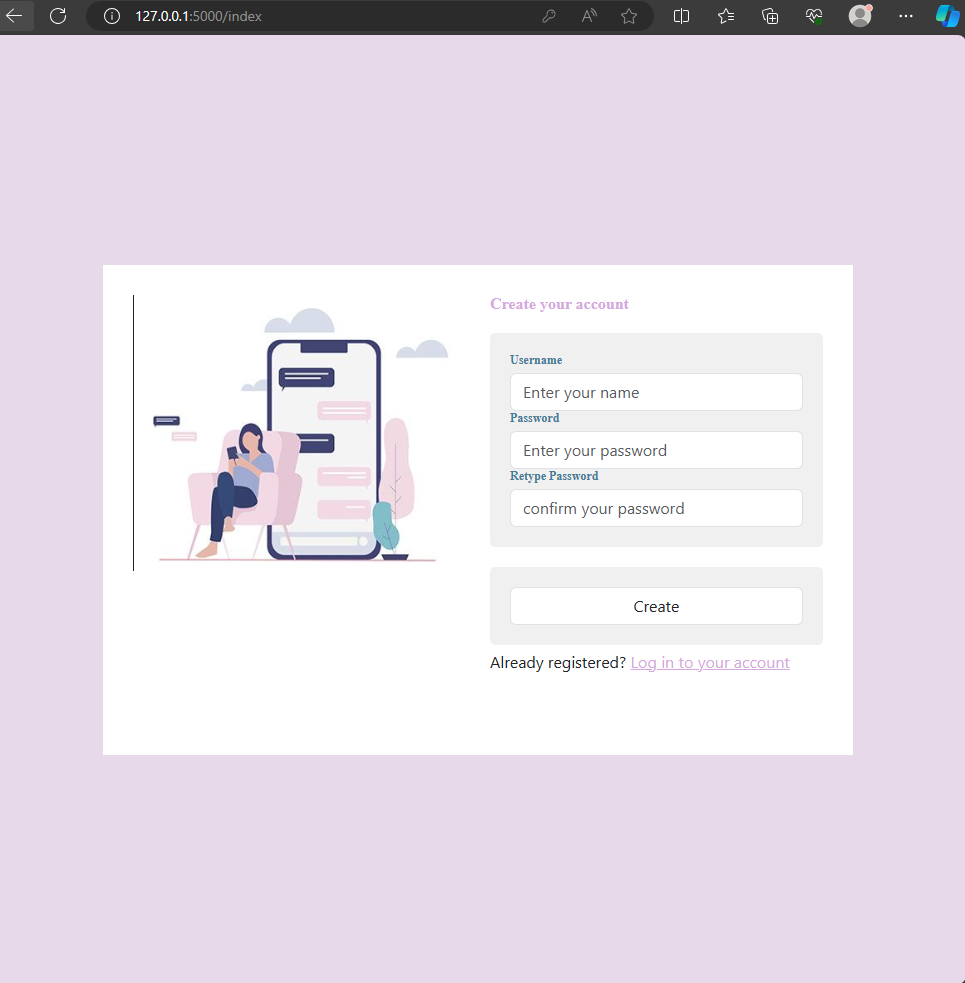 127.0.0.1:5000/index
Create your account
Username
Enter your name
Password
Enter your password
Retype Password
confirm your password
Create
Already registered? Log in to your account